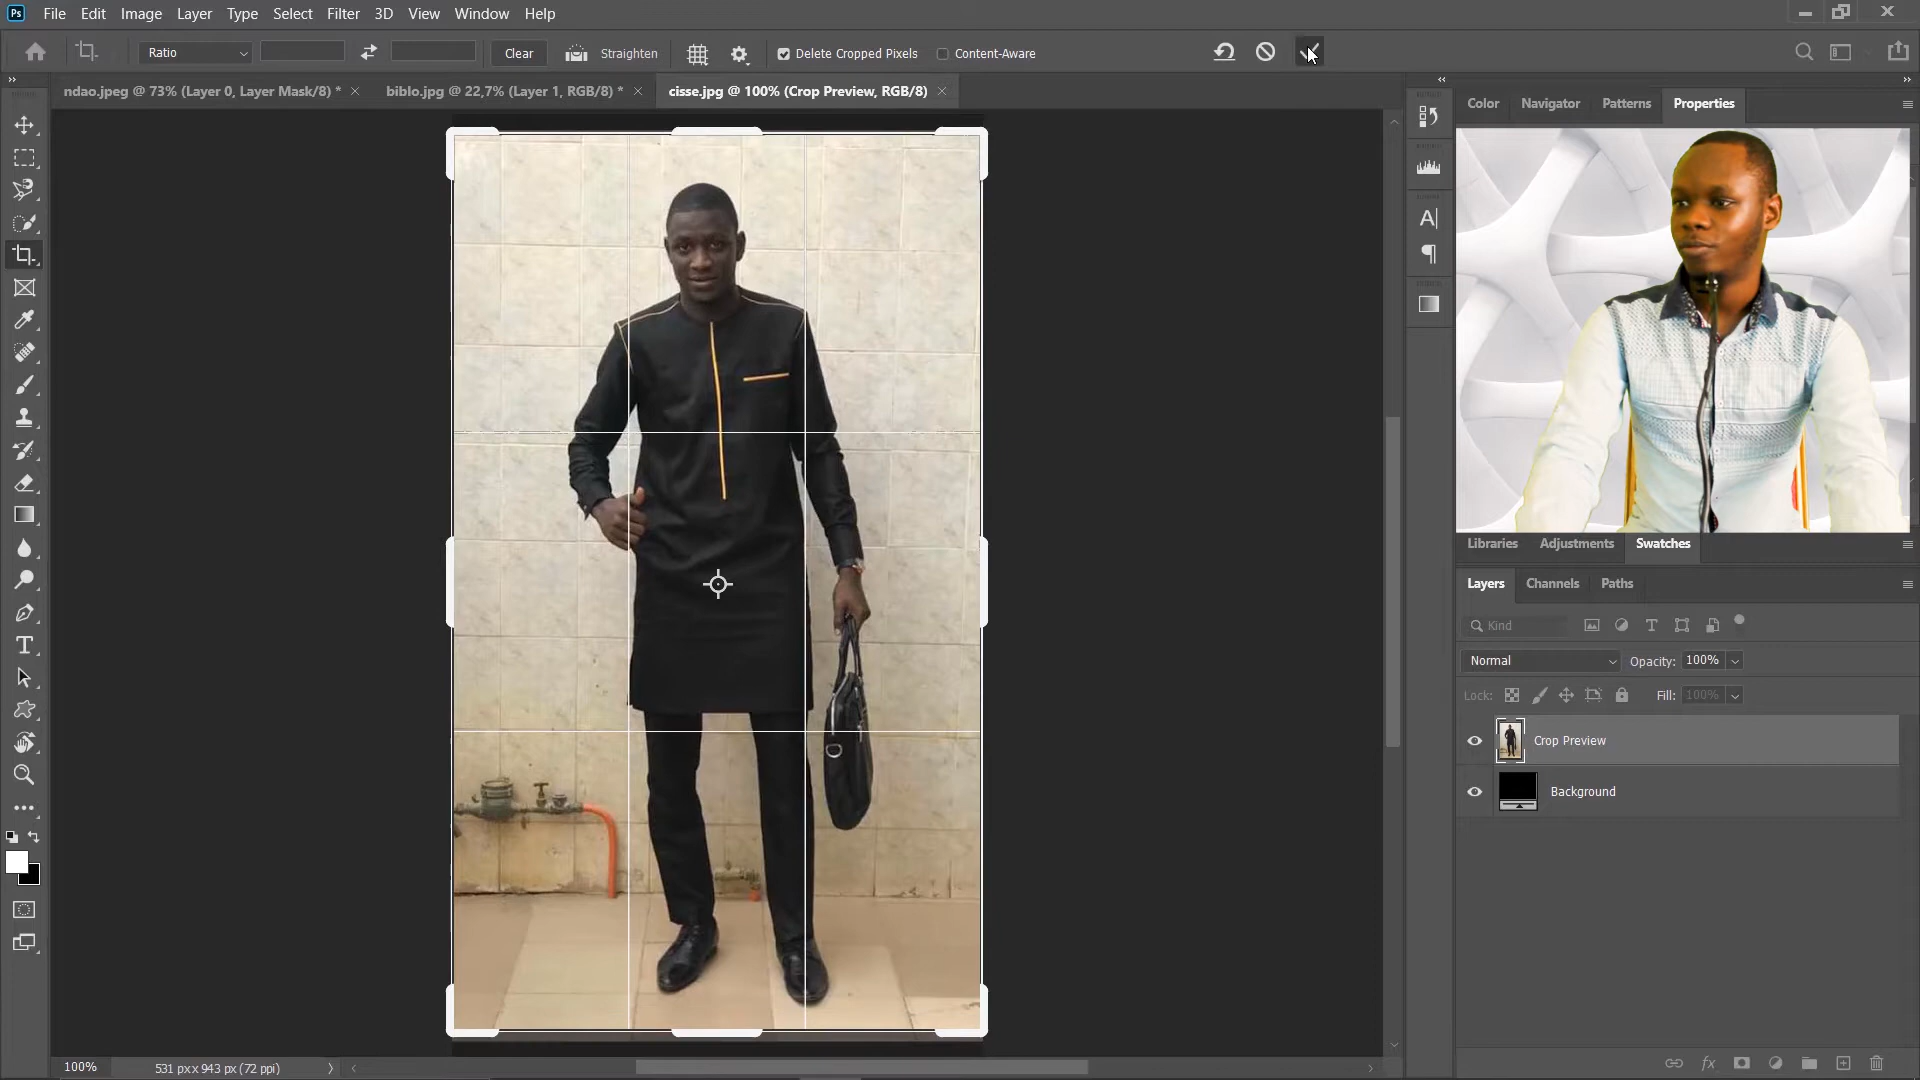 Ps File Edit Image Layer Type Select Filter 3D View Window Help
Ratio Clear Straighten Delete Cropped Pixels Content-Aware
ndao.jpeg @ 73% (Layer 0, Layer Mask/8) * biblo.jpg @ 22,7% (Layer 1, RGB/8) * cisse.jpg @ 100% (Crop Preview, RGB/8)
Color Navigator Patterns Properties
Libraries Adjustments Swatches
Layers Channels Paths
Kind
Normal Opacity: 100%
Lock: Fill: 100%
Crop Preview
Background
100% 531 px x 943 px (72 ppi)